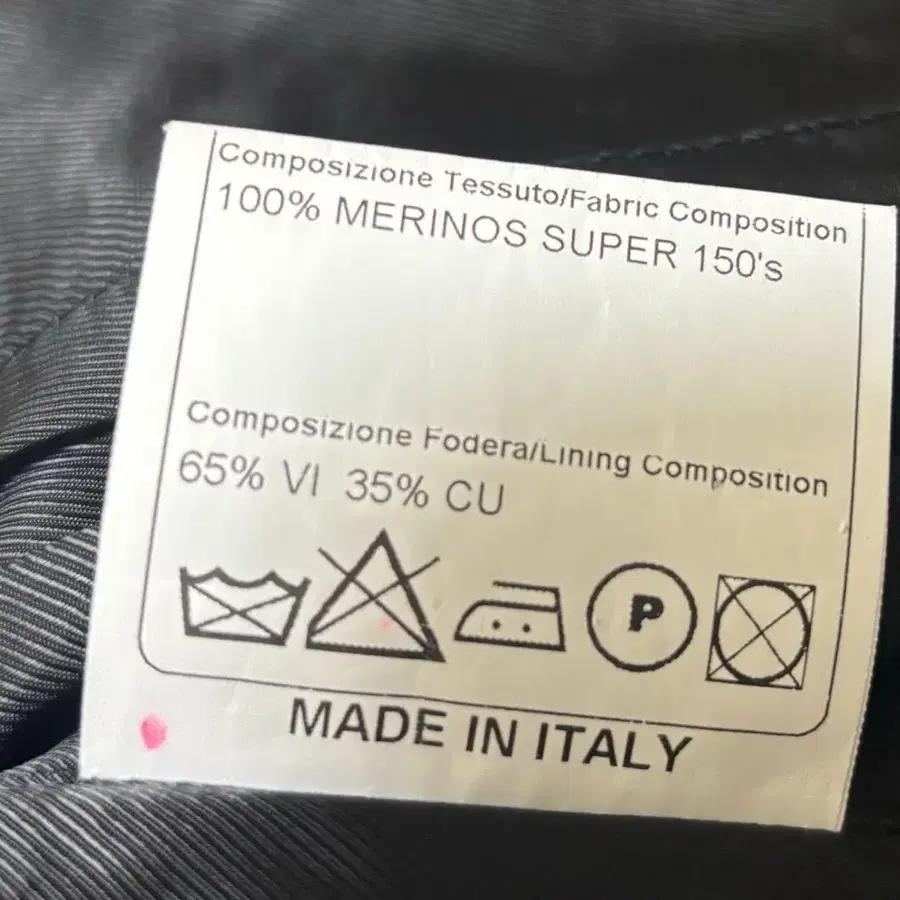 Composizione Tessuto/Fabric Composition
100% MERINOS SUPER 150's
Composizione Fodera/Lining Composition
65% VI 35% CU
P
MADE IN ITALY